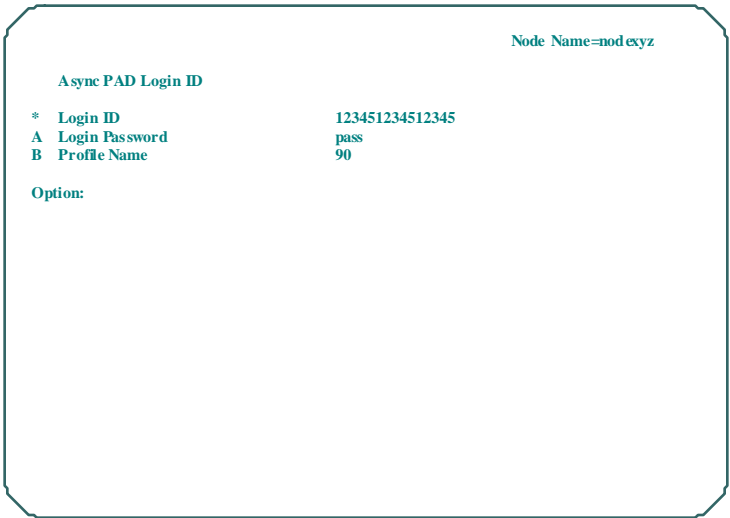 Node Name=nodexyz
Async PAD Login ID
* Login ID 123451234512345
A Login Password pass
B Profile Name 90
Option: